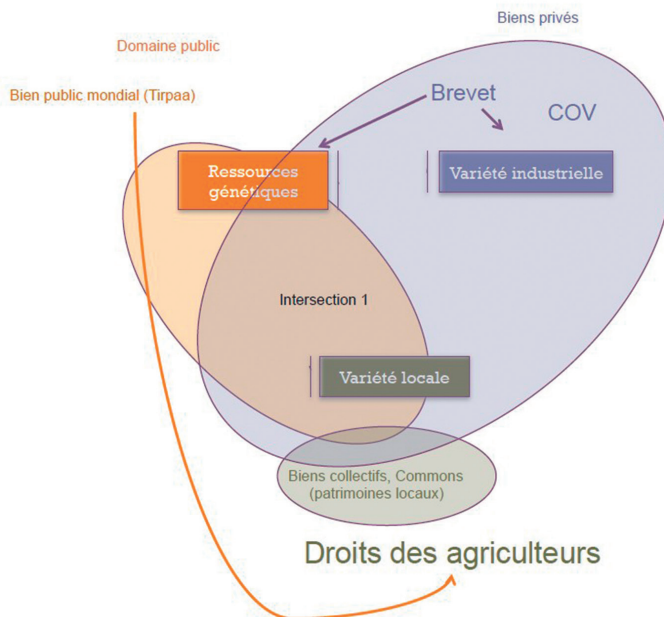 Biens privés
Domaine public
Bien public mondial (Tirpaa)
Brevet
COV
Ressources
génétiques
Variété industrielle
Intersection 1
Variété locale
Biens collectifs, Commons
(patrimoines locaux)
Droits des agriculteurs